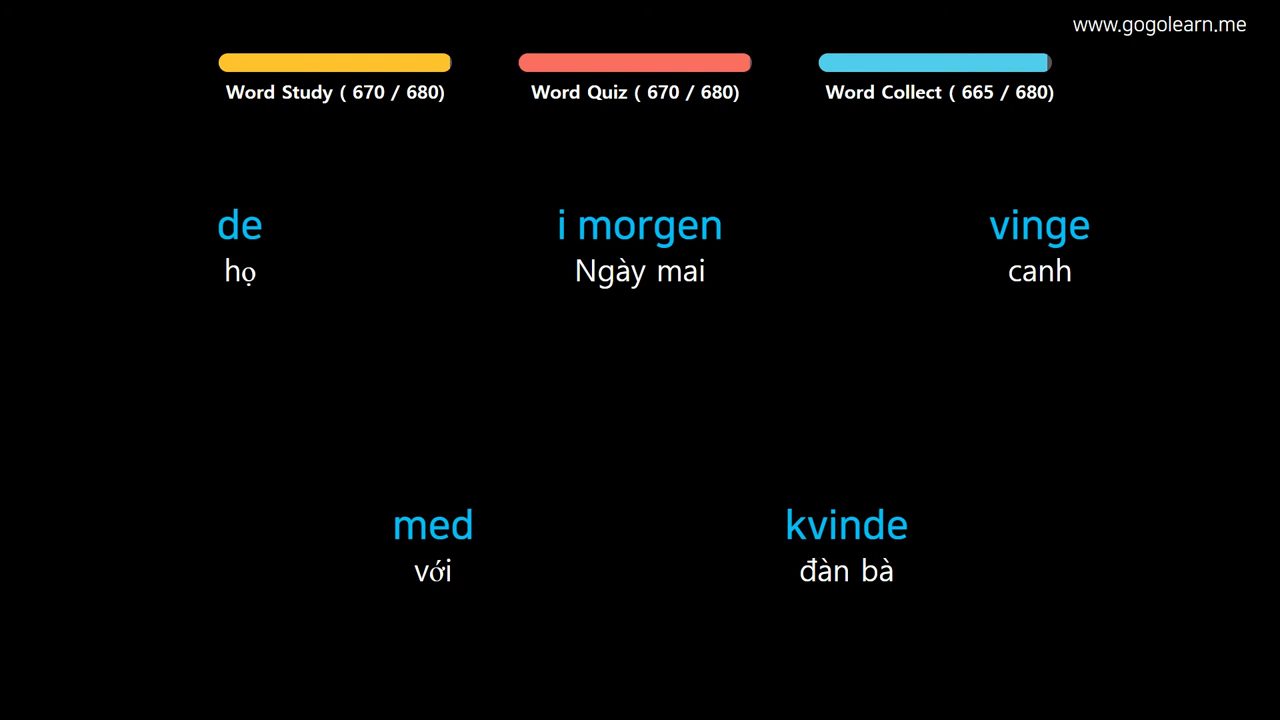 www.gogolearn.me
Word Study ( 670 / 680)
Word Quiz ( 670 / 680)
Word Collect ( 665 / 680)
de
họ
i morgen
Ngày mai
vinge
canh
med
với
kvinde
đàn bà